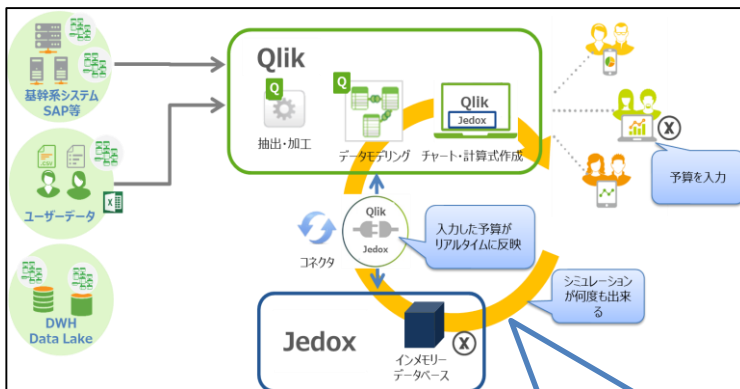 基幹系システム
SAP等
ユーザーデータ
DWH
Data Lake
Qlik
Q
抽出・加工
Q
データモデリング
Qlik
Jedox
チャート・計算式作成
X
予算を入力
Qlik
Jedox
コネクタ
入力した予算が
リアルタイムに反映
シミュレーション
が何度も出来
る
Jedox
X
インメモリー
データベース